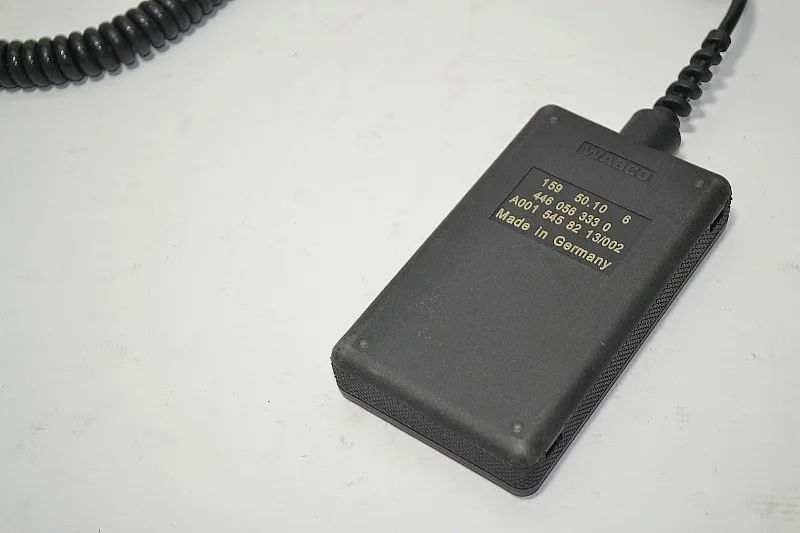 WABCO
159 50.10 6
446 056 333 0
A001 545 82 13/002
Made in Germany